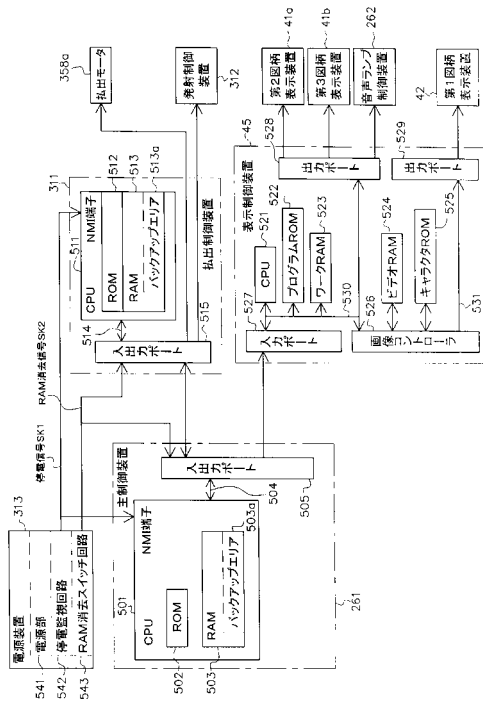 電源装置
313
541
電源部
542
停電監視回路
543
RAM消去スイッチ回路
停電信号SK1
RAM消去信号SK2
主制御装置
501
CPU
NMI端子
502
ROM
503
RAM
503a
バックアップエリア
504
505
入出力ポート
261
311
511
CPU
NMI端子
512
ROM
513
RAM
513a
バックアップエリア
514
515
入出力ポート
払出制御装置
358a
払出モータ
発射制御装置
312
45
表示制御装置
527
入力ポート
521
CPU
522
プログラムROM
523
ワークRAM
530
526
画像コントローラ
524
ビデオRAM
525
キャラクタROM
531
528
出力ポート
529
出力ポート
41a
第2図柄表示装置
41b
第3図柄表示装置
262
音声ランプ制御装置
42
第1図柄表示装置